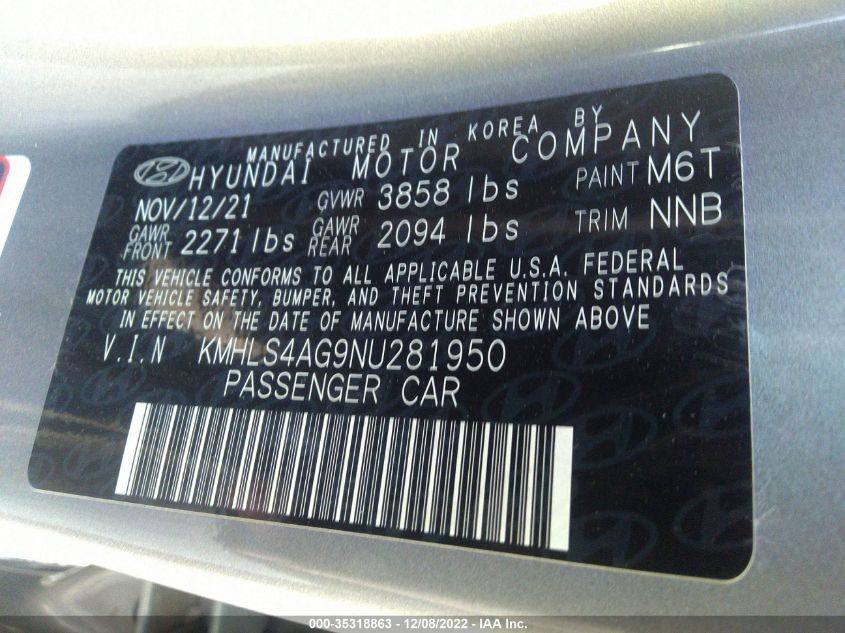 MANUFACTURED IN KOREA BY
HYUNDAI MOTOR COMPANY
NOV/12/21 GVWR 3858 lbs PAINT M6T
GAWR FRONT 2271 lbs GAWR REAR 2094 lbs TRIM NNB
THIS VEHICLE CONFORMS TO ALL APPLICABLE U.S.A. FEDERAL
MOTOR VEHICLE SAFETY, BUMPER, AND THEFT PREVENTION STANDARDS
IN EFFECT ON THE DATE OF MANUFACTURE SHOWN ABOVE
V.I.N KMHLS4AG9NU281950
PASSENGER CAR
000-35318863 - 12/08/2022 - IAA Inc.